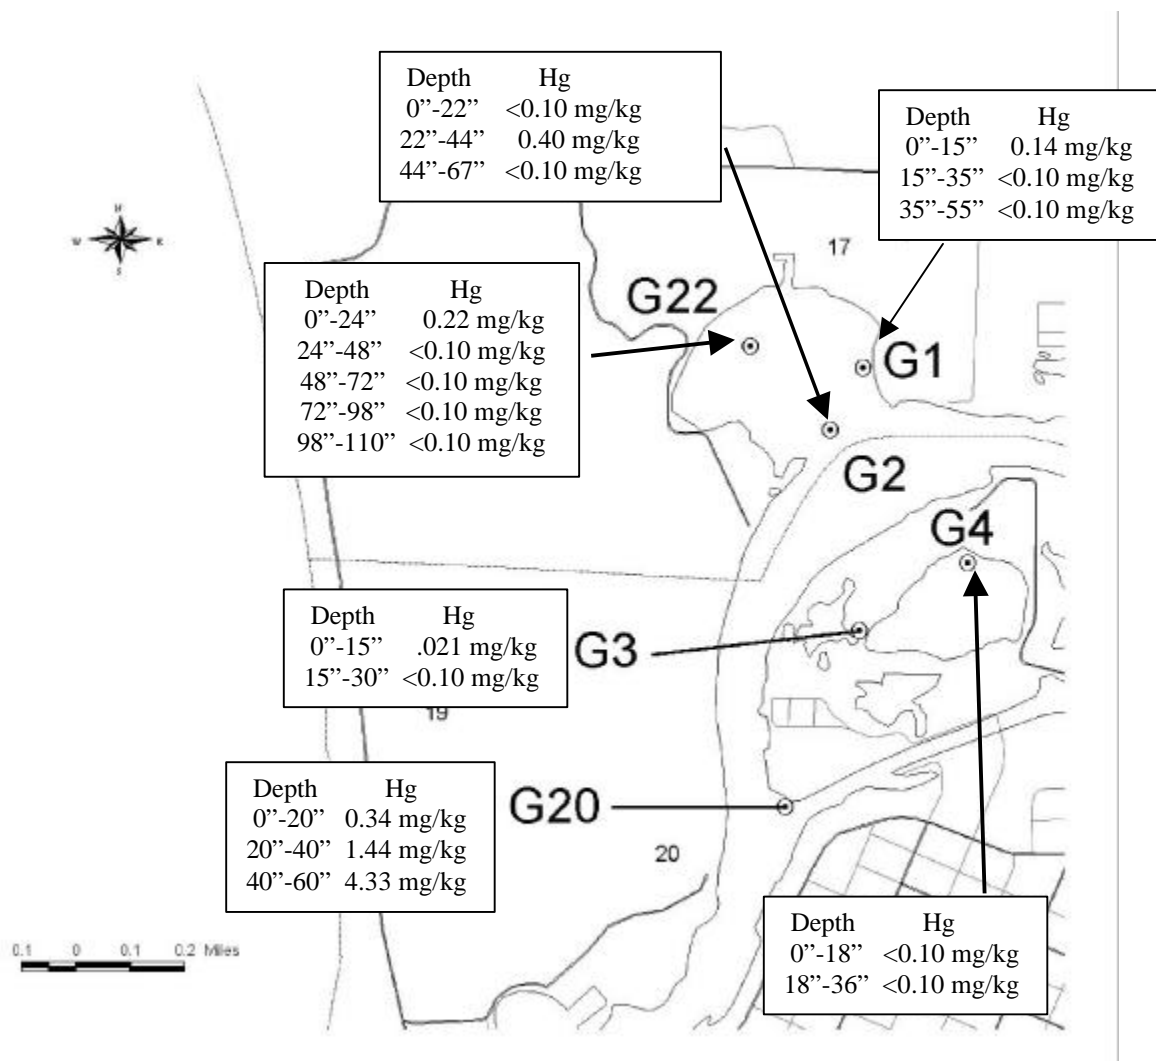 Depth Hg
0”-22” <0.10 mg/kg
22”-44” 0.40 mg/kg
44”-67” <0.10 mg/kg
Depth Hg
0”-15” 0.14 mg/kg
15”-35” <0.10 mg/kg
35”-55” <0.10 mg/kg
N
W E
S
17
G22
Depth Hg
0”-24” 0.22 mg/kg
24”-48” <0.10 mg/kg
48”-72” <0.10 mg/kg
72”-98” <0.10 mg/kg
98”-110” <0.10 mg/kg
G1
G2
G4
Depth Hg
0”-15” .021 mg/kg
15”-30” <0.10 mg/kg
G3
19
Depth Hg
0”-20” 0.34 mg/kg
20”-40” 1.44 mg/kg
40”-60” 4.33 mg/kg
G20
20
Depth Hg
0”-18” <0.10 mg/kg
18”-36” <0.10 mg/kg
0.1 0 0.1 0.2 Miles